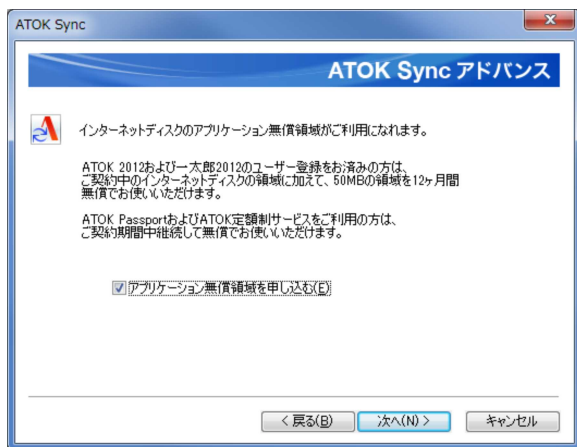 ATOK Sync
ATOK Sync アドバンス
インターネットディスクのアプリケーション無償領域がご利用になれます。
ATOK 2012および一太郎2012のユーザー登録をお済みの方は、
ご契約中のインターネットディスクの領域に加えて、50MBの領域を12ヶ月間
無償でお使いいただけます。
ATOK PassportおよびATOK定額制サービスをご利用の方は、
ご契約期間中継続して無償でお使いいただけます。
アプリケーション無償領域を申し込む(E)
< 戻る(B)
次へ(N) >
キャンセル